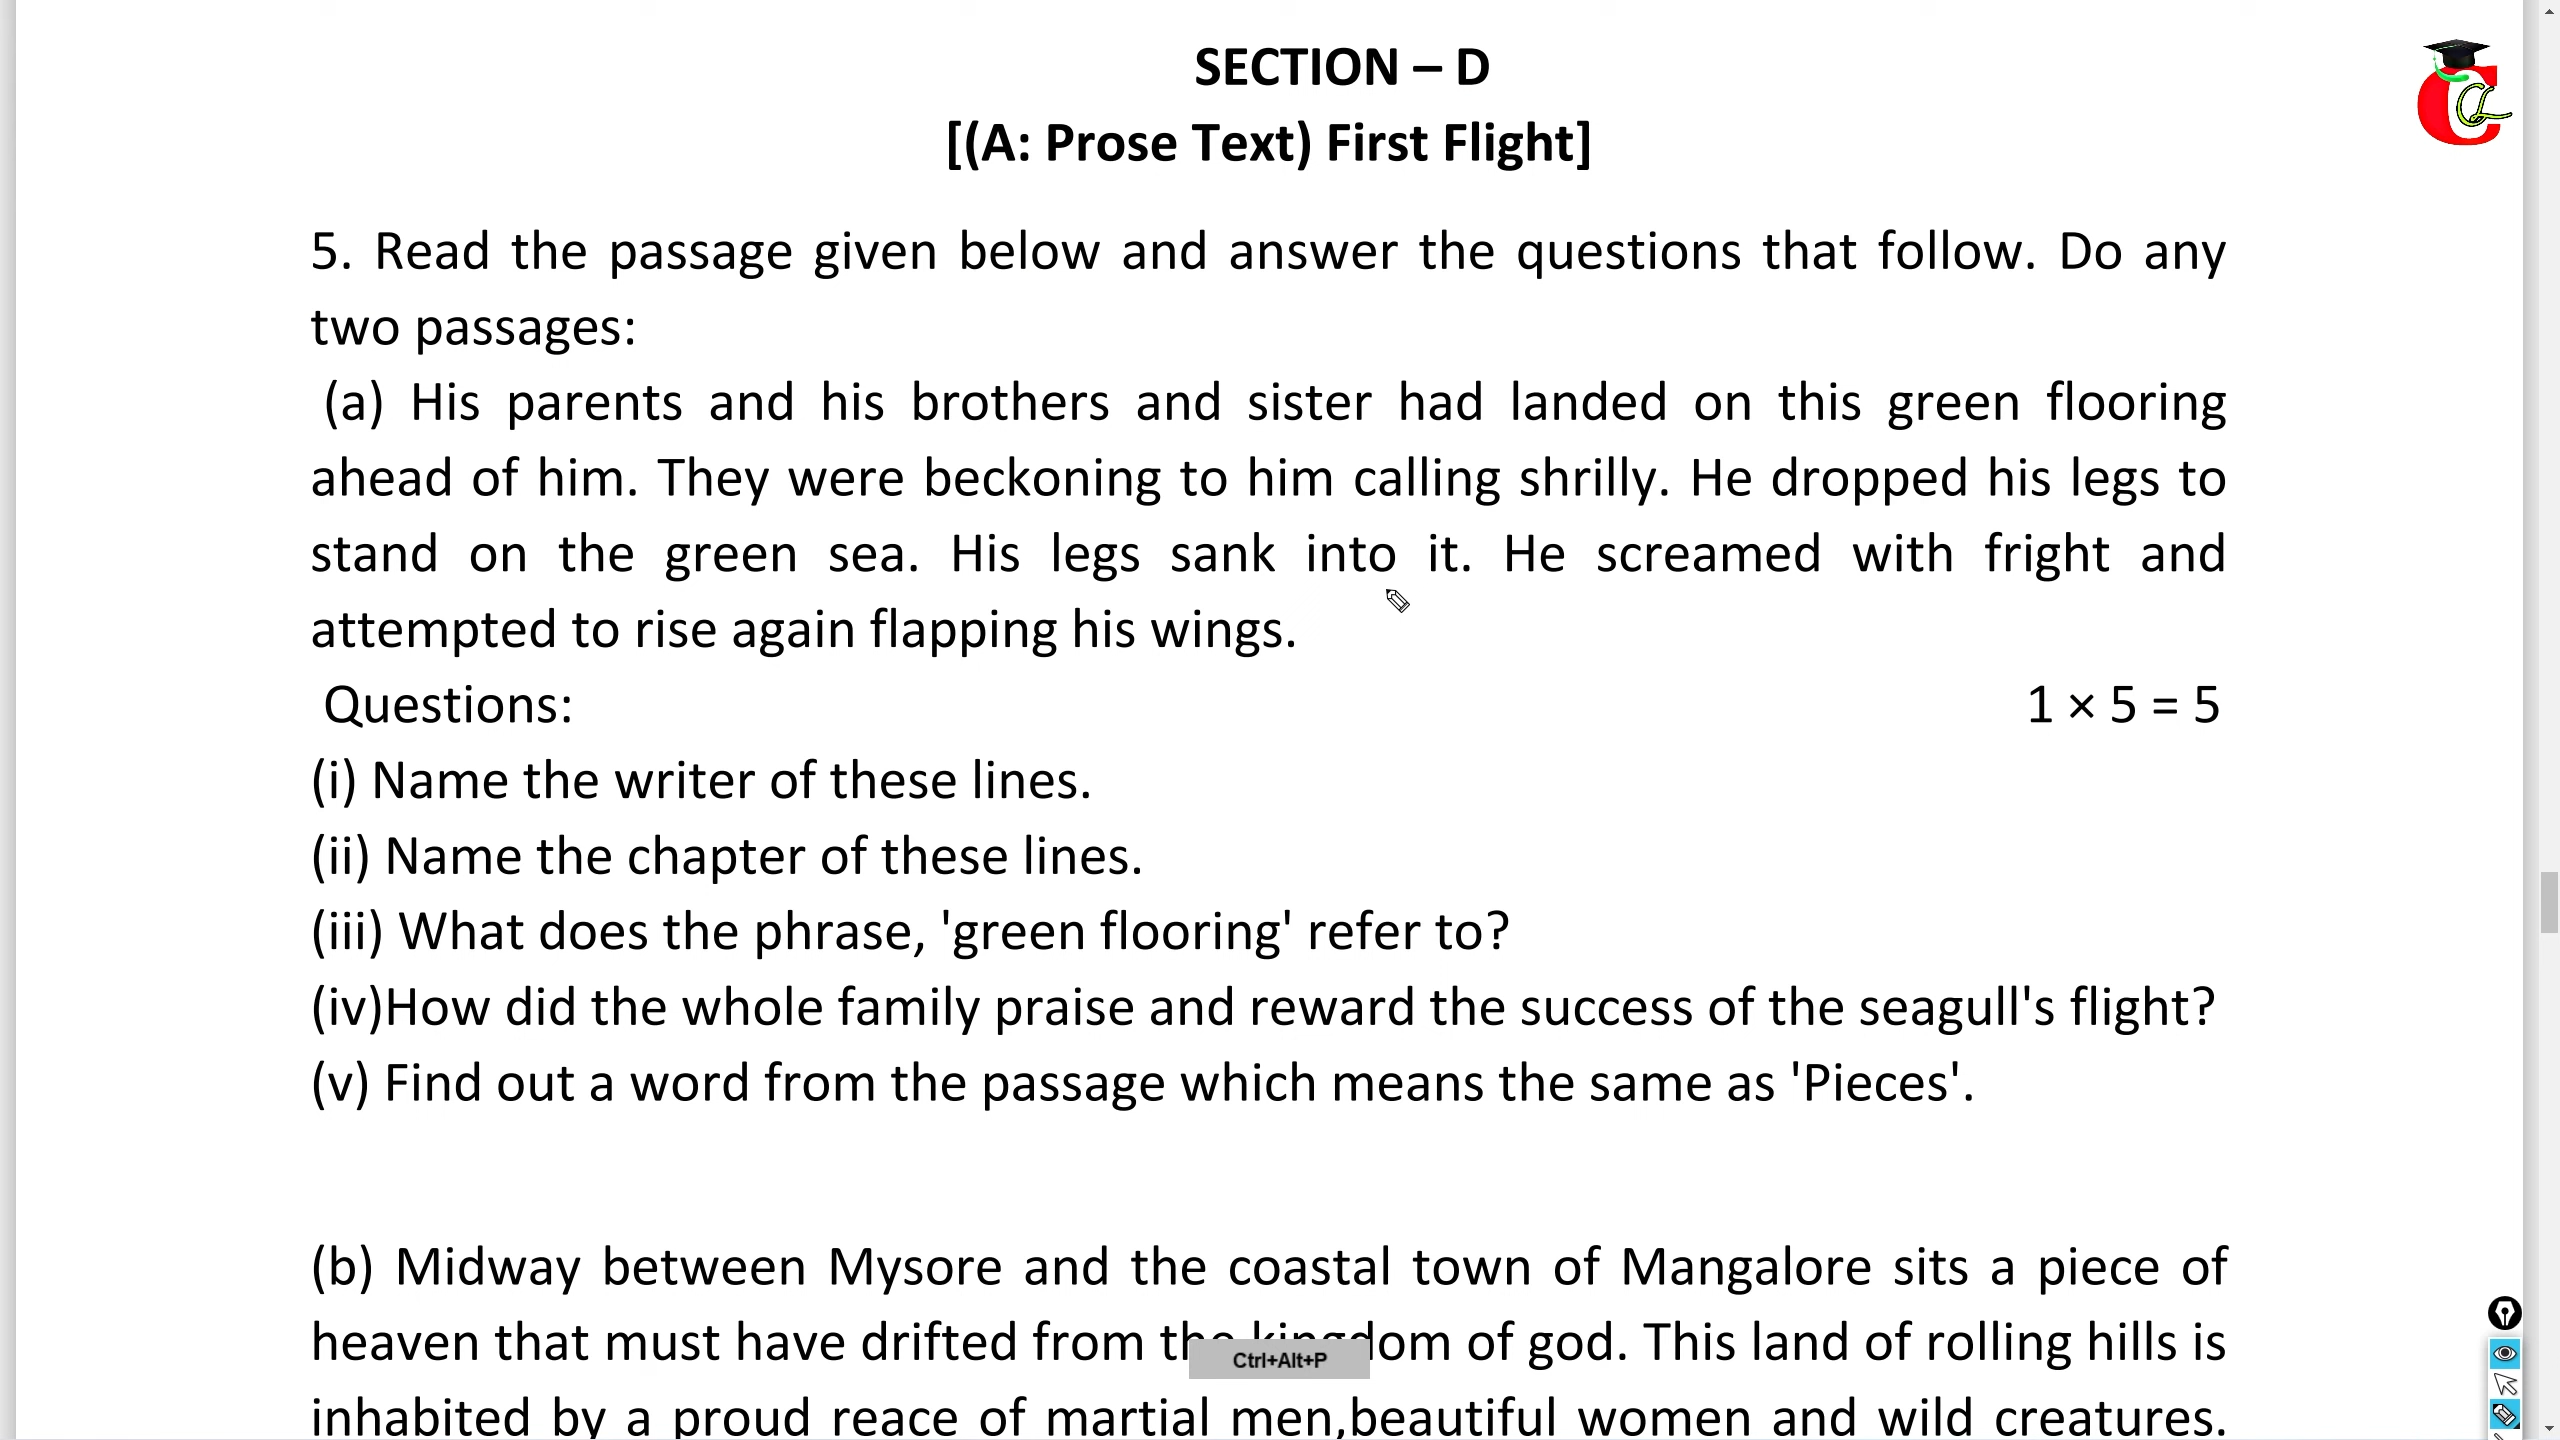 SECTION – D
[(A: Prose Text) First Flight]
5. Read the passage given below and answer the questions that follow. Do any
two passages:
(a) His parents and his brothers and sister had landed on this green flooring
ahead of him. They were beckoning to him calling shrilly. He dropped his legs to
stand on the green sea. His legs sank into it. He screamed with fright and
attempted to rise again flapping his wings.
Questions: 1 × 5 = 5
(i) Name the writer of these lines.
(ii) Name the chapter of these lines.
(iii) What does the phrase, 'green flooring' refer to?
(iv)How did the whole family praise and reward the success of the seagull's flight?
(v) Find out a word from the passage which means the same as 'Pieces'.
(b) Midway between Mysore and the coastal town of Mangalore sits a piece of
heaven that must have drifted from the kingdom of god. This land of rolling hills is
Ctrl+Alt+P
inhabited by a proud reace of martial men,beautiful women and wild creatures.